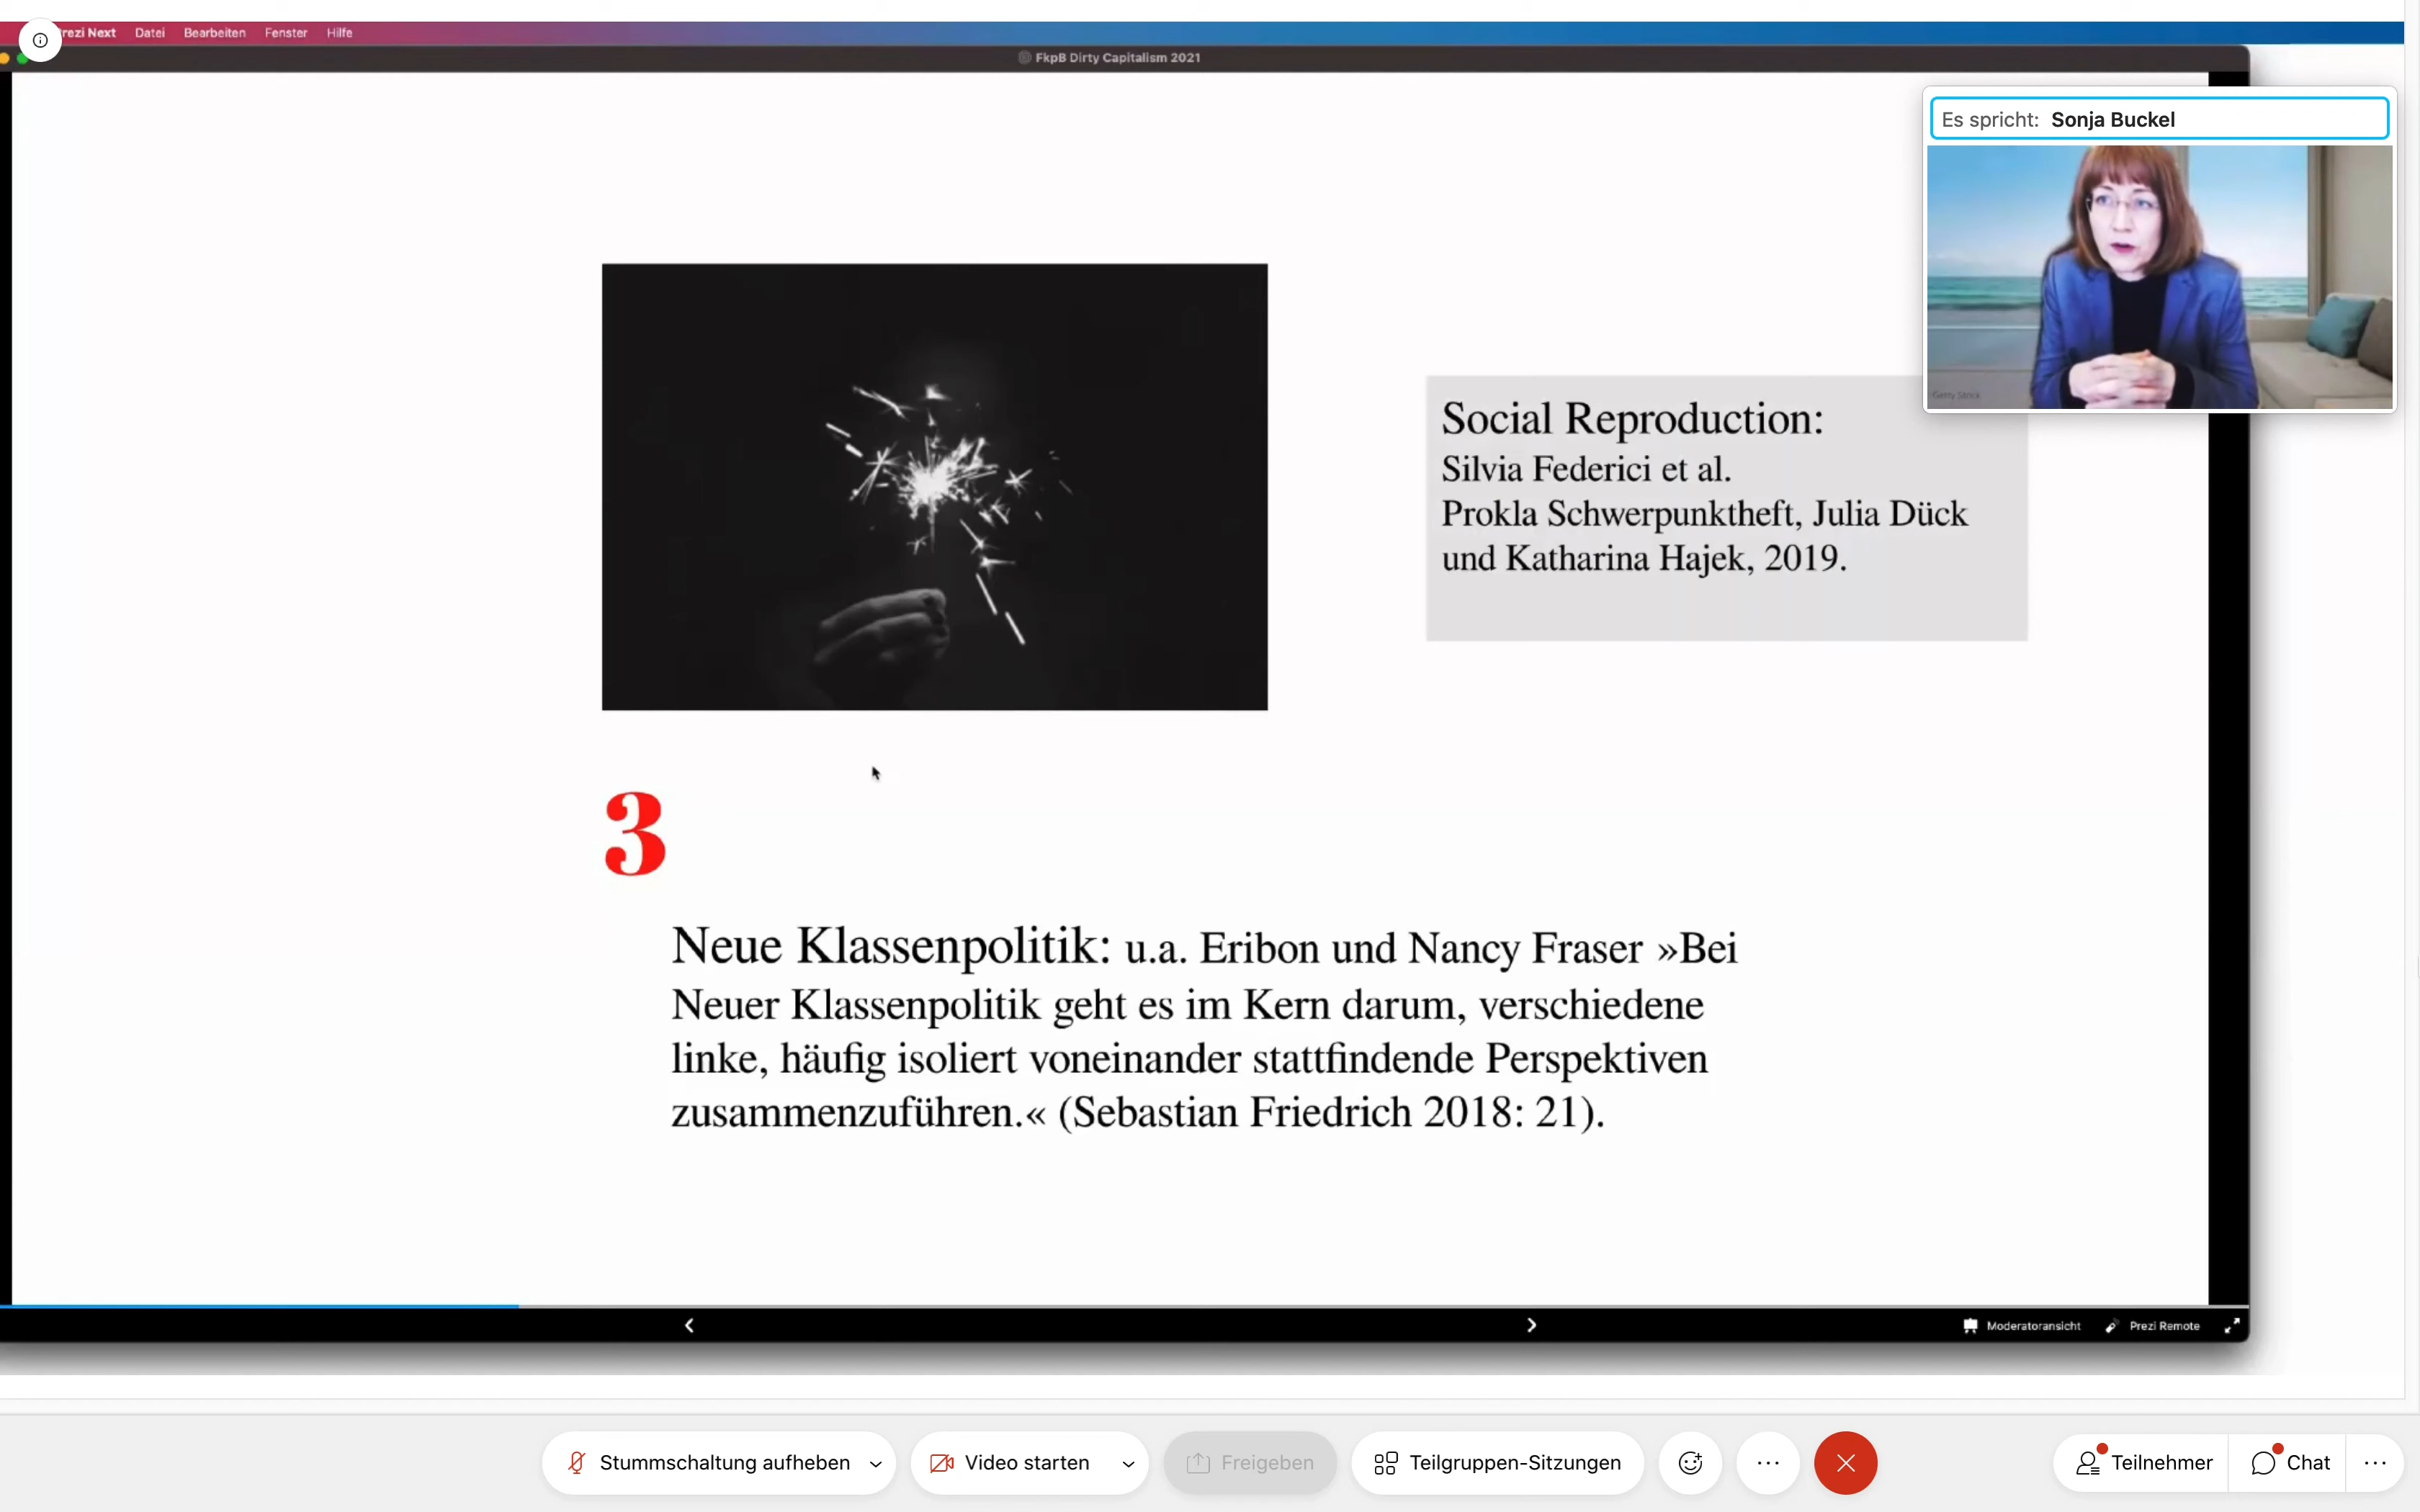 rezi Next Datei Bearbeiten Fenster Hilfe
FkpB Dirty Capitalism 2021
Es spricht: Sonja Buckel
Getty Stock
Social Reproduction:
Silvia Federici et al.
Prokla Schwerpunktheft, Julia Dück
und Katharina Hajek, 2019.
3
Neue Klassenpolitik: u.a. Eribon und Nancy Fraser »Bei
Neuer Klassenpolitik geht es im Kern darum, verschiedene
linke, häufig isoliert voneinander stattfindende Perspektiven
zusammenzuführen.« (Sebastian Friedrich 2018: 21).
Moderatoransicht Prezi Remote
Stummschaltung aufheben Video starten Freigeben Teilgruppen-Sitzungen Teilnehmer Chat